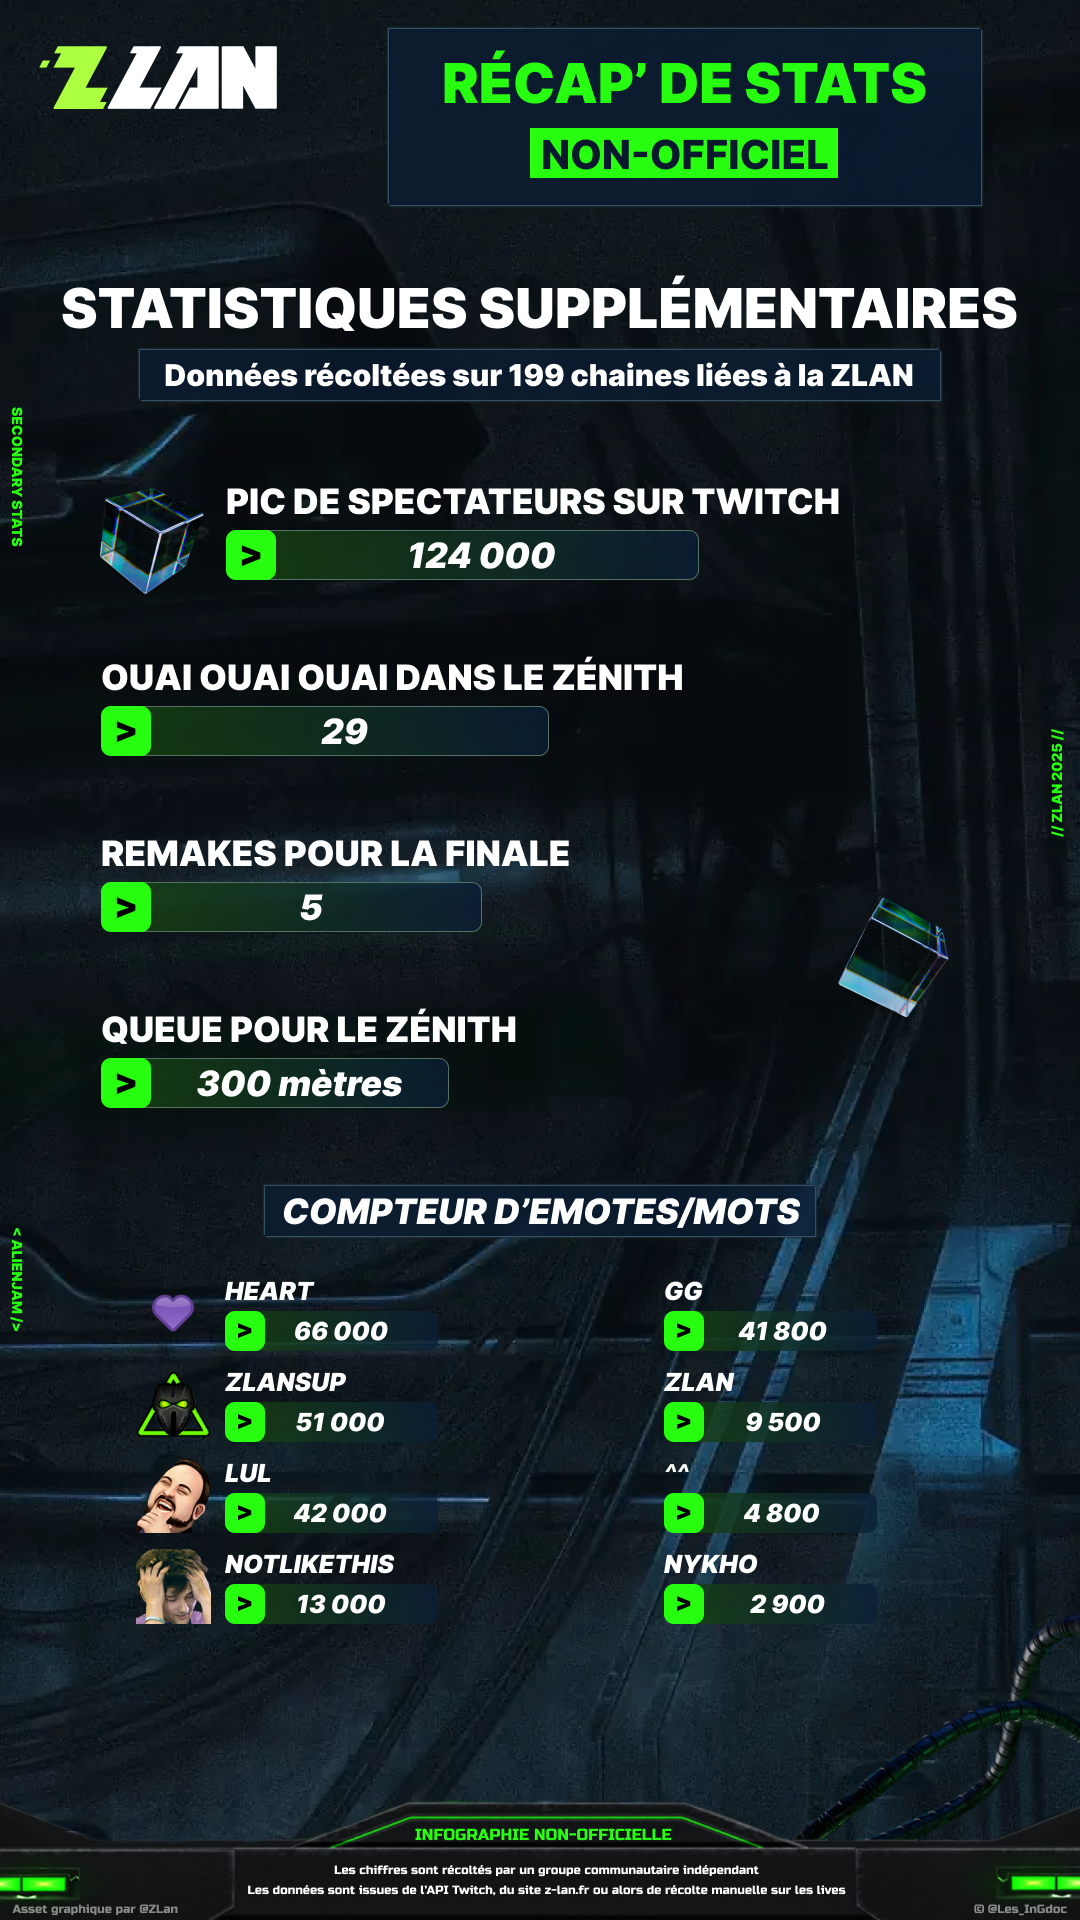 ZLAN
RÉCAP’ DE STATS
NON-OFFICIEL
STATISTIQUES SUPPLÉMENTAIRES
Données récoltées sur 199 chaines liées à la ZLAN
SECONDARY STATS
PIC DE SPECTATEURS SUR TWITCH
> 124 000
OUAI OUAI OUAI DANS LE ZÉNITH
> 29
// ZLAN 2025 //
REMAKES POUR LA FINALE
> 5
QUEUE POUR LE ZÉNITH
> 300 mètres
COMPTEUR D’EMOTES/MOTS
< ALIENJAM />
HEART
> 66 000
ZLANSUP
> 51 000
LUL
> 42 000
NOTLIKETHIS
> 13 000
GG
> 41 800
ZLAN
> 9 500
^^
> 4 800
NYKHO
> 2 900
INFOGRAPHIE NON-OFFICIELLE
Les chiffres sont récoltés par un groupe communautaire indépendant
Les données sont issues de l’API Twitch, du site z-lan.fr ou alors de récolte manuelle sur les lives
Asset graphique par @ZLan
© @Les_InGdoc